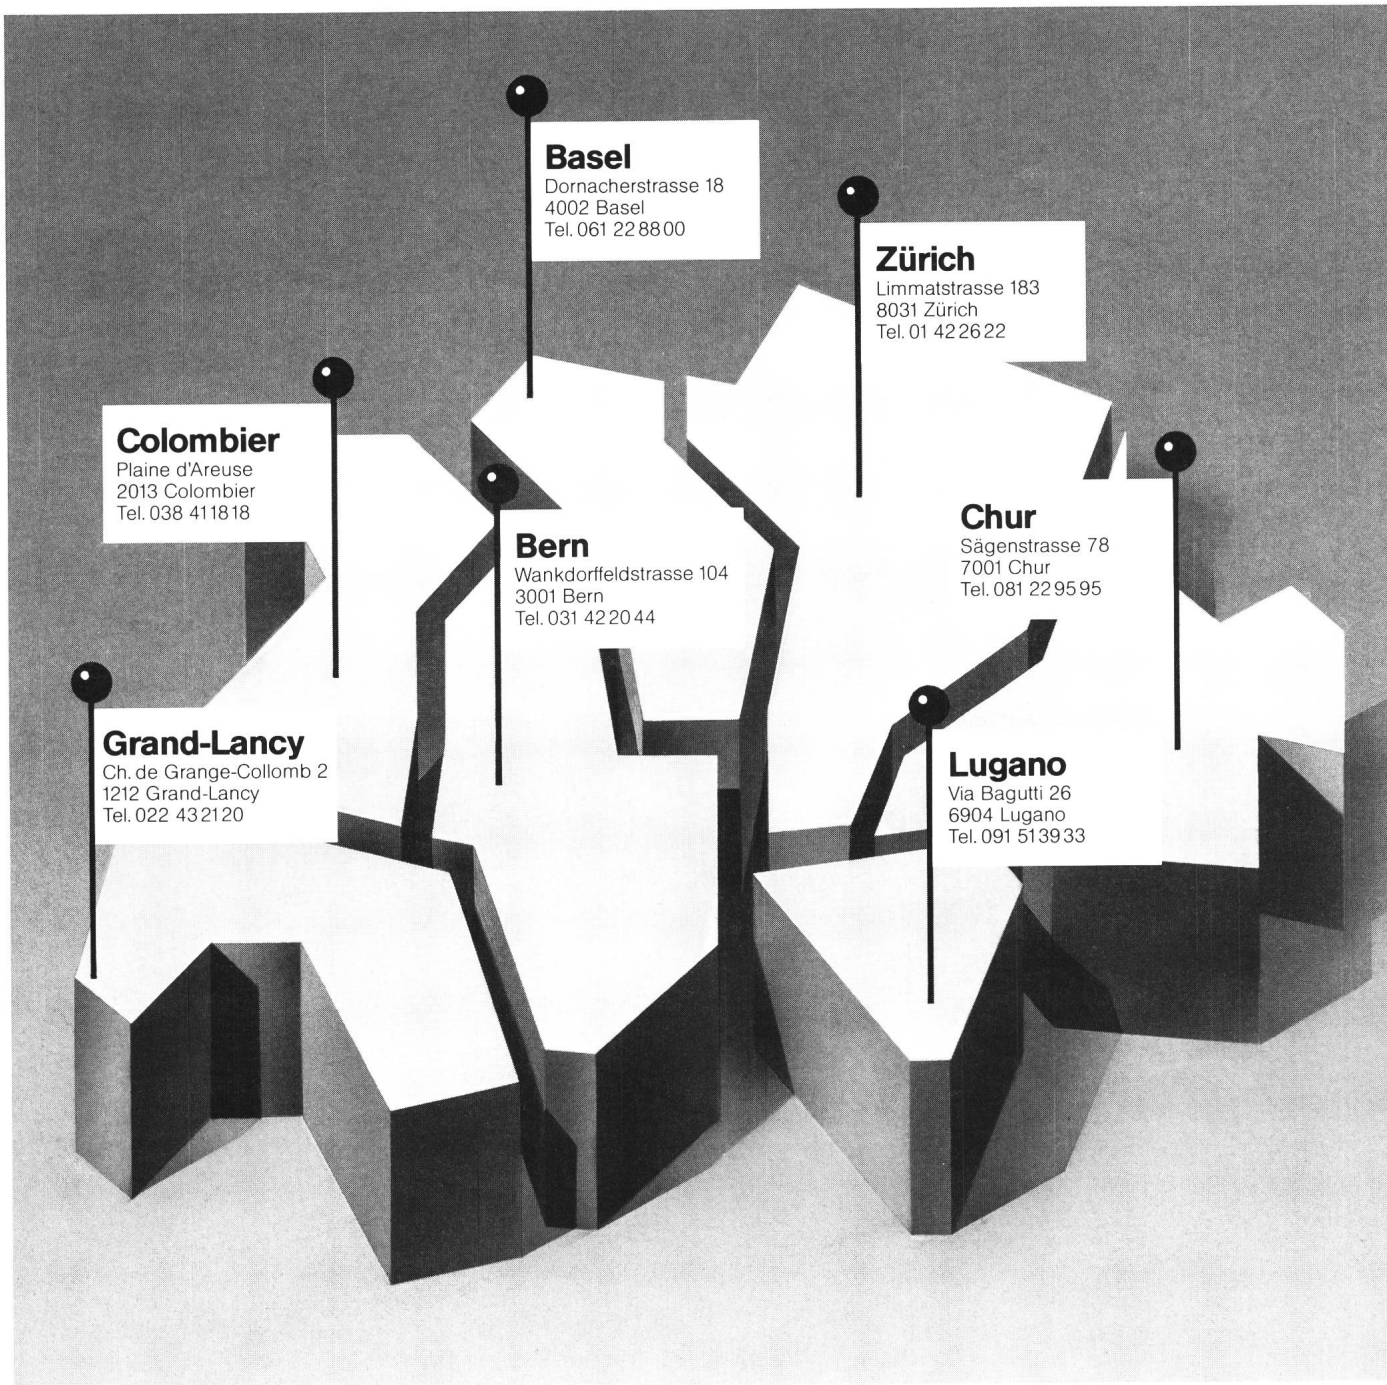 Basel
Dornacherstrasse 18
4002 Basel
Tel. 061 22 88 00
Zürich
Limmatstrasse 183
8031 Zürich
Tel. 01 42 26 22
Colombier
Plaine d'Areuse
2013 Colombier
Tel. 038 41 18 18
Bern
Wankdorffeldstrasse 104
3001 Bern
Tel. 031 42 20 44
Chur
Sägenstrasse 78
7001 Chur
Tel. 081 22 95 95
Grand-Lancy
Ch. de Grange-Collomb 2
1212 Grand-Lancy
Tel. 022 43 21 20
Lugano
Via Bagutti 26
6904 Lugano
Tel. 091 51 39 33